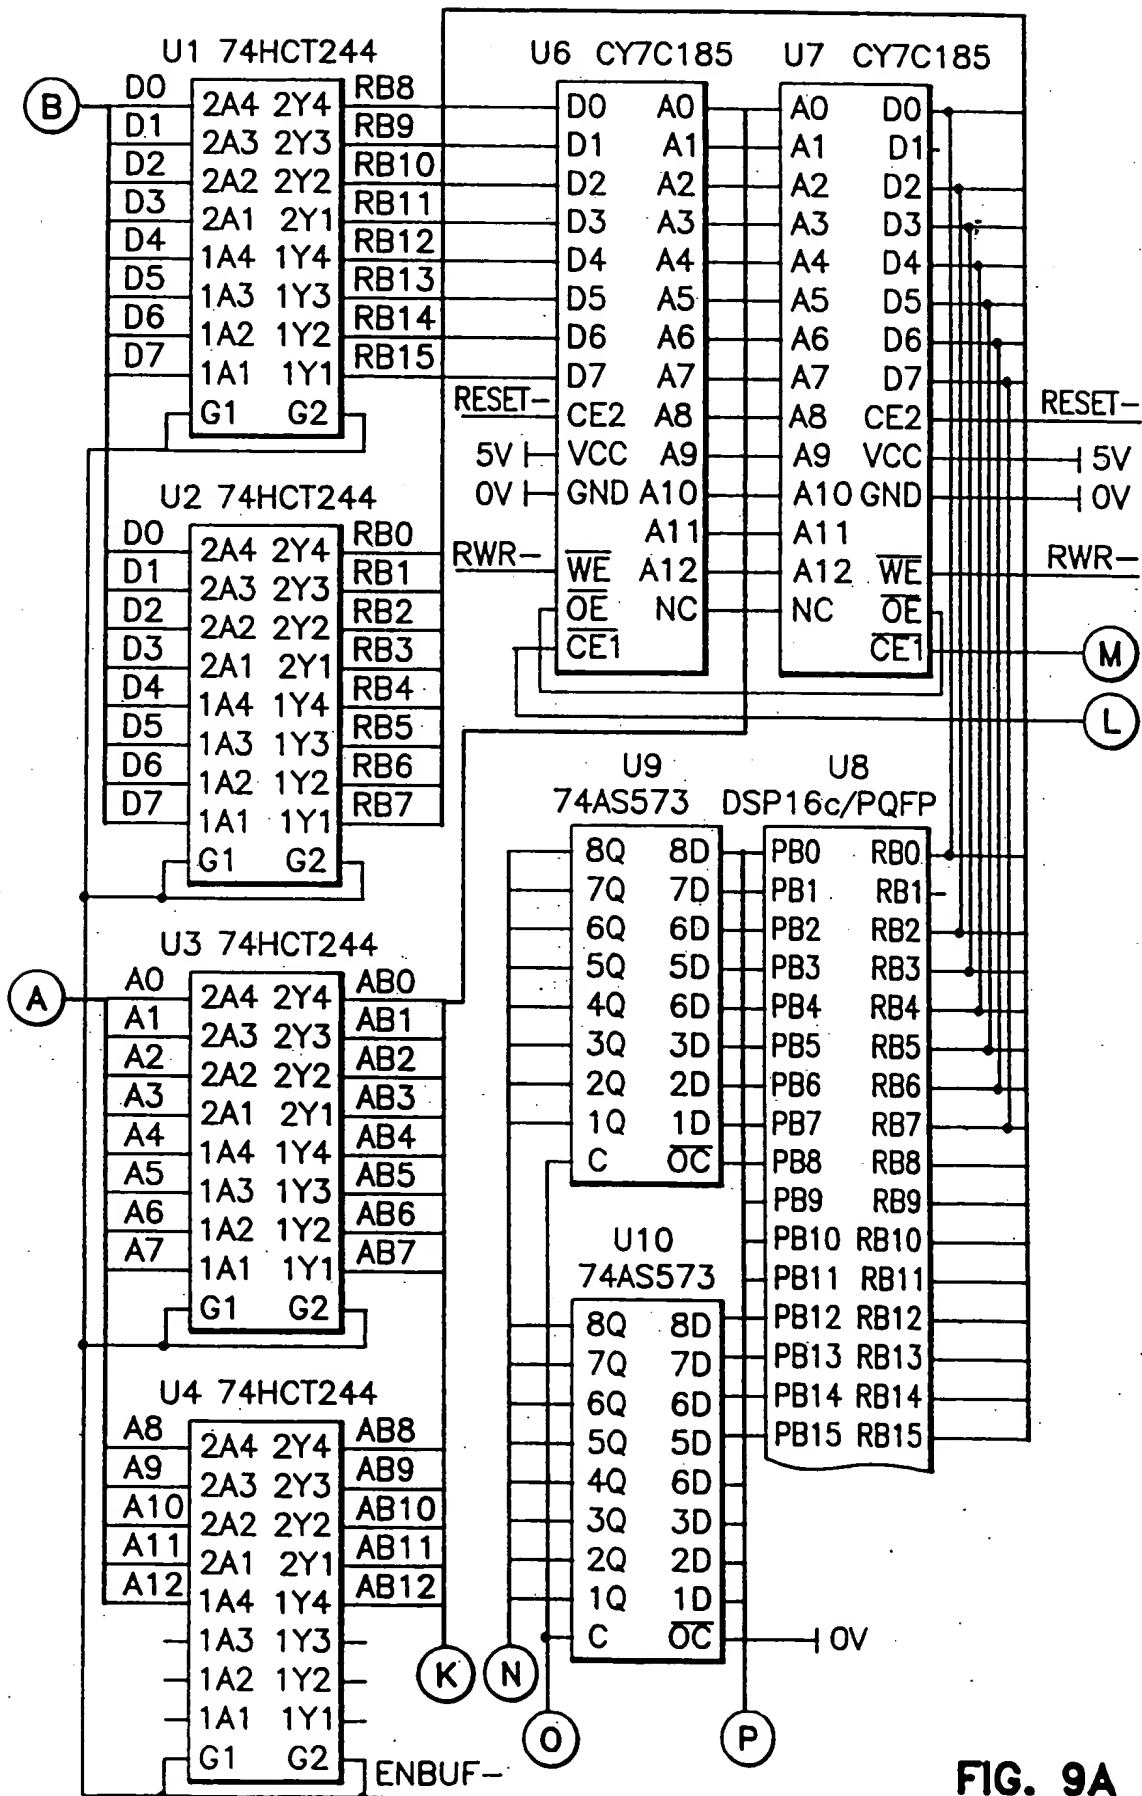 U1 74HCT244
B
D0 2A4 2Y4 RB8
D1 2A3 2Y3 RB9
D2 2A2 2Y2 RB10
D3 2A1 2Y1 RB11
D4 1A4 1Y4 RB12
D5 1A3 1Y3 RB13
D6 1A2 1Y2 RB14
D7 1A1 1Y1 RB15
G1 G2
U2 74HCT244
D0 2A4 2Y4 RB0
D1 2A3 2Y3 RB1
D2 2A2 2Y2 RB2
D3 2A1 2Y1 RB3
D4 1A4 1Y4 RB4
D5 1A3 1Y3 RB5
D6 1A2 1Y2 RB6
D7 1A1 1Y1 RB7
G1 G2
U3 74HCT244
A
A0 2A4 2Y4 AB0
A1 2A3 2Y3 AB1
A2 2A2 2Y2 AB2
A3 2A1 2Y1 AB3
A4 1A4 1Y4 AB4
A5 1A3 1Y3 AB5
A6 1A2 1Y2 AB6
A7 1A1 1Y1 AB7
G1 G2
U4 74HCT244
A8 2A4 2Y4 AB8
A9 2A3 2Y3 AB9
A10 2A2 2Y2 AB10
A11 2A1 2Y1 AB11
A12 1A4 1Y4 AB12
1A3 1Y3
1A2 1Y2
1A1 1Y1
G1 G2
ENBUF-
K
U6 CY7C185 U7 CY7C185
D0 A0 A0 D0
D1 A1 A1 D1
D2 A2 A2 D2
D3 A3 A3 D3
D4 A4 A4 D4
D5 A5 A5 D5
D6 A6 A6 D6
D7 A7 A7 D7
RESET- CE2 A8 A8 CE2 RESET-
5V VCC A9 A9 VCC 5V
0V GND A10 A10 GND 0V
A11 A11
RWR- WE A12 A12 WE RWR-
OE NC NC OE
CE1 CE1 M
L
U9 U8
74AS573 DSP16c/PQFP
8Q 8D PB0 RB0
7Q 7D PB1 RB1
6Q 6D PB2 RB2
5Q 5D PB3 RB3
4Q 6D PB4 RB4
3Q 3D PB5 RB5
2Q 2D PB6 RB6
1Q 1D PB7 RB7
C OC PB8 RB8
PB9 RB9
U10 PB10 RB10
74AS573 PB11 RB11
8Q 8D PB12 RB12
7Q 7D PB13 RB13
6Q 6D PB14 RB14
5Q 5D PB15 RB15
4Q 6D
3Q 3D
2Q 2D
1Q 1D
C OC 0V
N
O
P
FIG. 9A